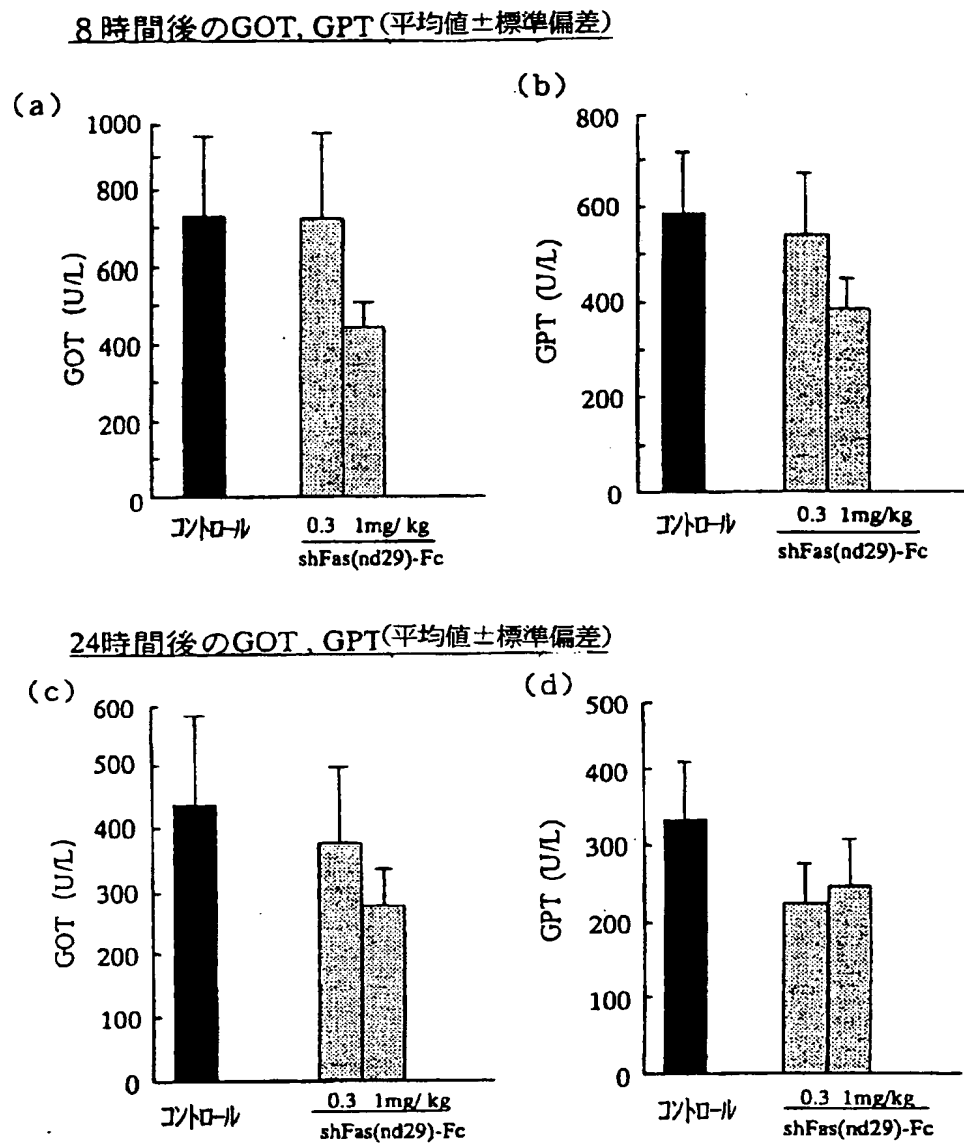 8時間後のGOT, GPT(平均値±標準偏差)
(a)
1000
800
600
400
200
0
GOT (U/L)
コントロール
0.3 1mg/ kg
shFas(nd29)-Fc
(b)
800
600
400
200
0
GPT (U/L)
コントロール
0.3 1mg/kg
shFas(nd29)-Fc
24時間後のGOT , GPT(平均値±標準偏差)
(c)
600
500
400
300
200
100
0
GOT (U/L)
コントロール
0.3 1mg/ kg
shFas(nd29)-Fc
(d)
500
400
300
200
100
0
GPT (U/L)
コントロール
0.3 1mg/kg
shFas(nd29)-Fc